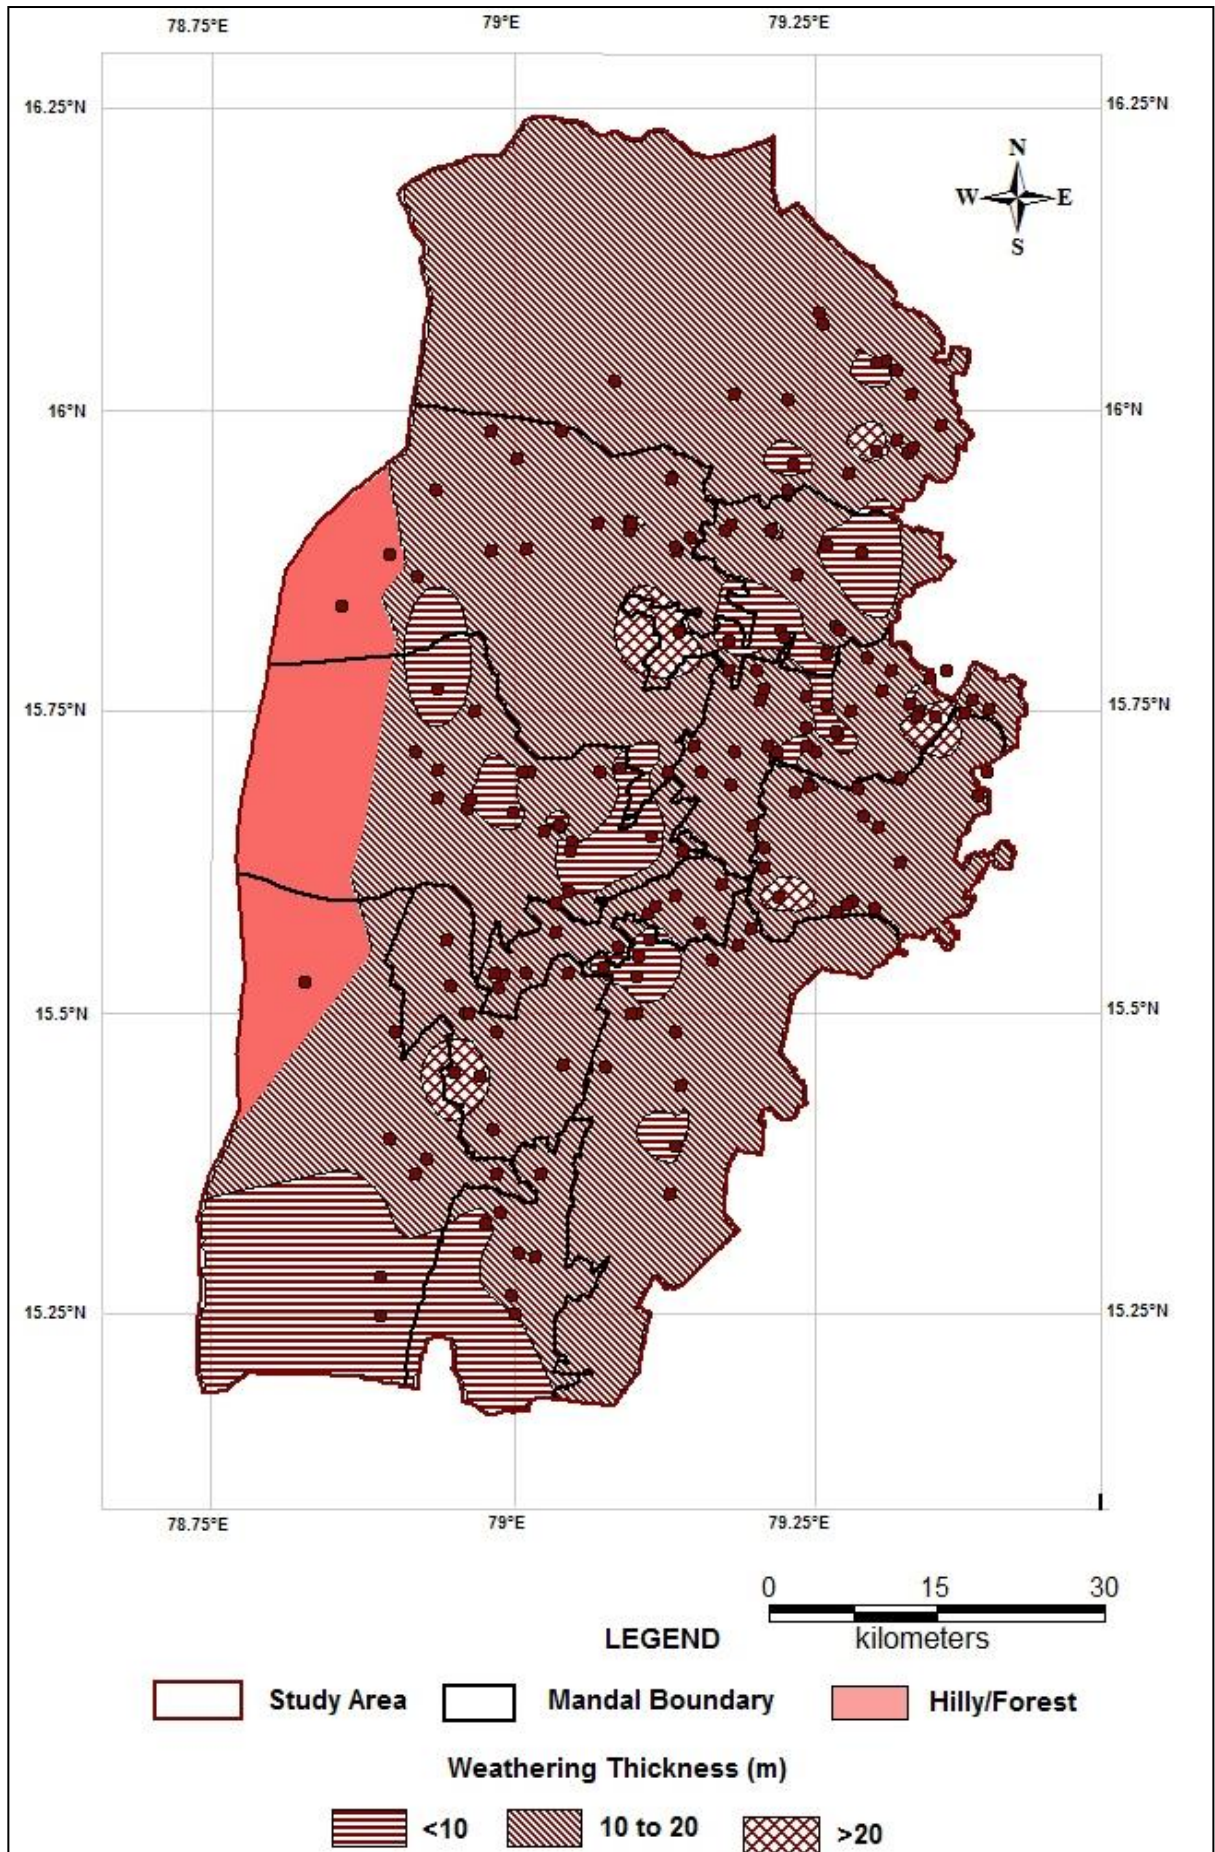 78.75°E 79°E 79.25°E
16.25°N 16.25°N
N
W E
S
16°N 16°N
15.75°N 15.75°N
15.5°N 15.5°N
15.25°N 15.25°N
78.75°E 79°E 79.25°E
0 15 30
kilometers
LEGEND
Study Area Mandal Boundary Hilly/Forest
Weathering Thickness (m)
<10 10 to 20 >20